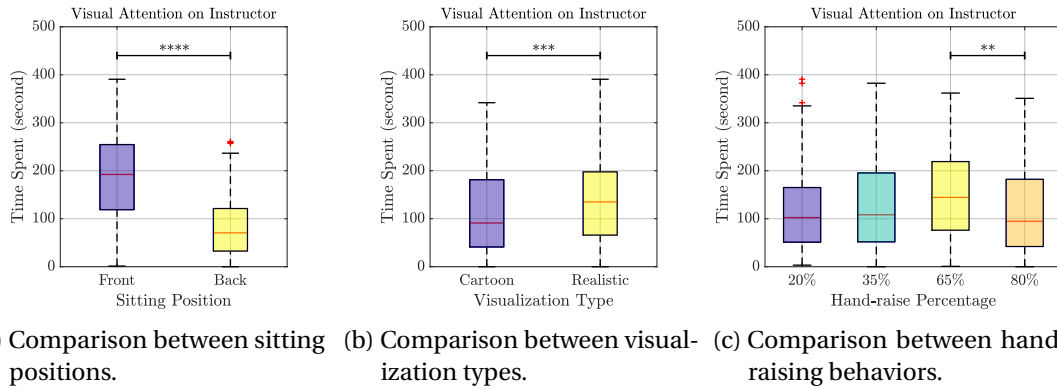 Visual Attention on Instructor
500
400
300
200
100
0
Time Spent (second)
****
Front
Back
Sitting Position
) Comparison between sitting
positions.
Visual Attention on Instructor
500
400
300
200
100
0
Time Spent (second)
***
Cartoon
Realistic
Visualization Type
(b) Comparison between visual-
ization types.
Visual Attention on Instructor
500
400
300
200
100
0
Time Spent (second)
**
20%
35%
65%
80%
Hand-raise Percentage
(c) Comparison between hand
raising behaviors.